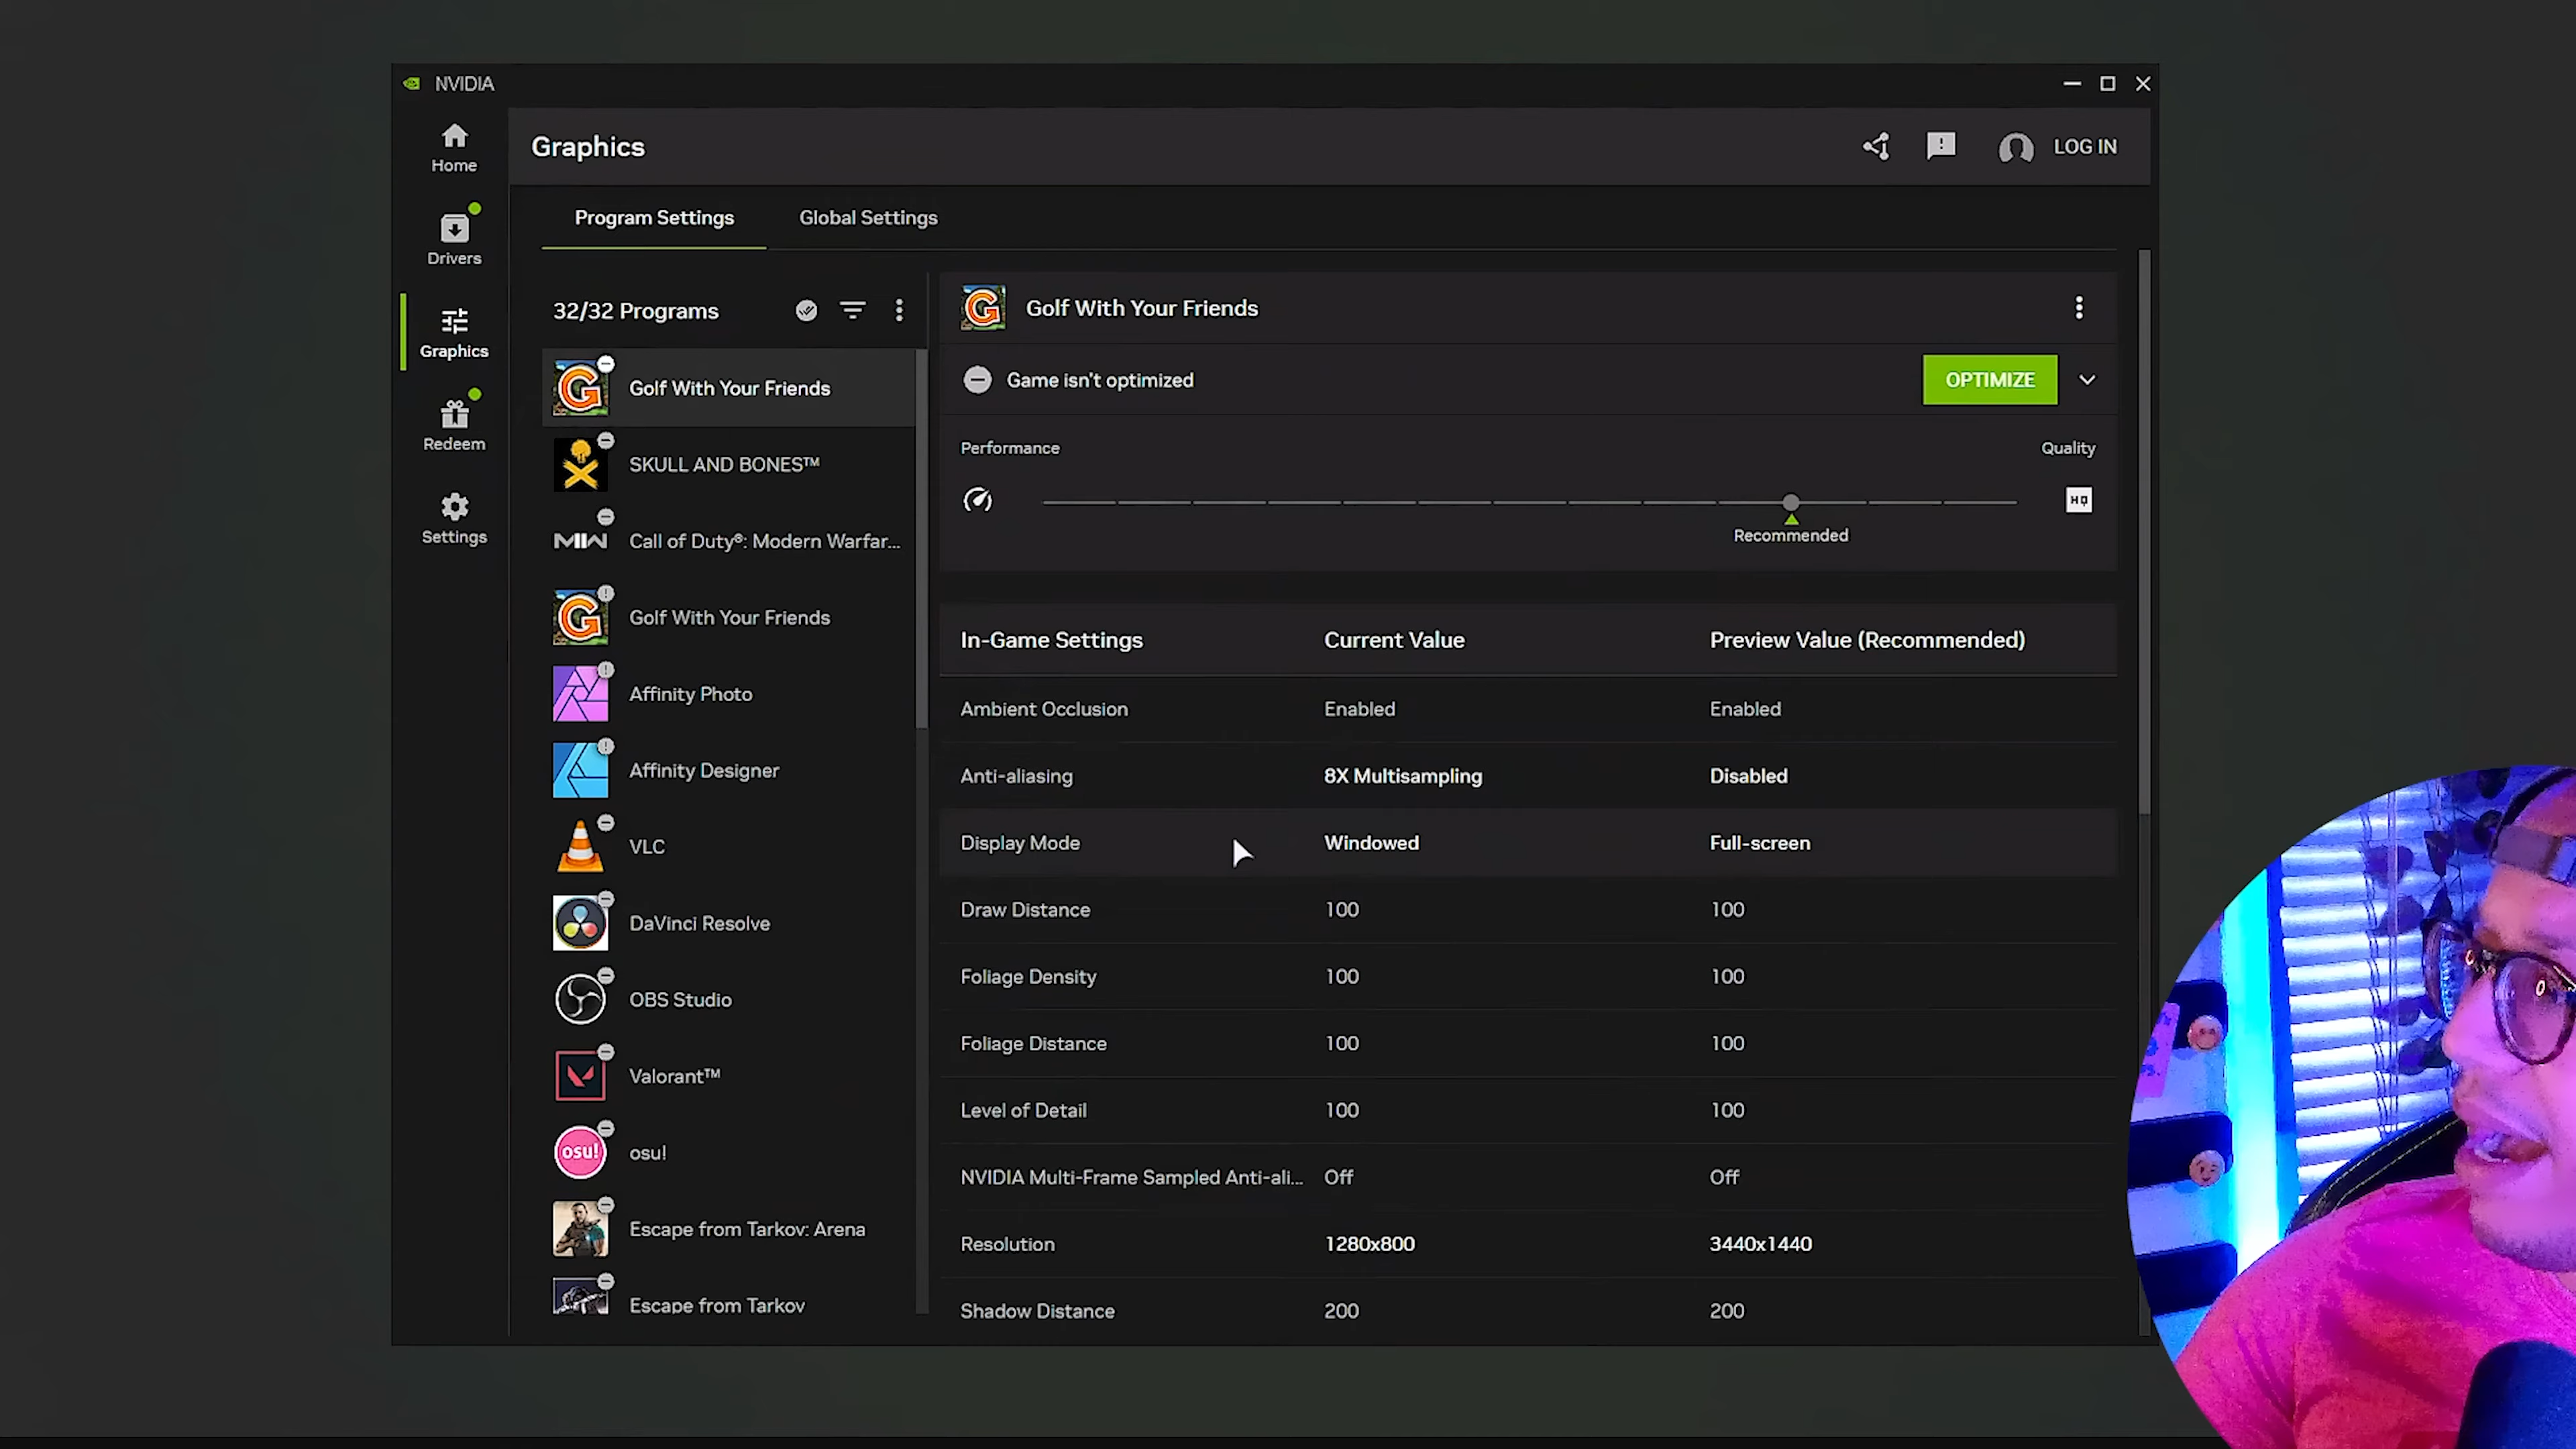 NVIDIA
Graphics
LOG IN
Home
Drivers
Graphics
Redeem
Settings
Program Settings
Global Settings
32/32 Programs
Golf With Your Friends
SKULL AND BONES™
MW
Call of Duty®: Modern Warfar...
Golf With Your Friends
Affinity Photo
Affinity Designer
VLC
DaVinci Resolve
OBS Studio
Valorant™
osu!
osu!
Escape from Tarkov: Arena
Escape from Tarkov
Golf With Your Friends
Game isn't optimized
OPTIMIZE
Performance
Quality
HQ
Recommended
In-Game Settings Current Value Preview Value (Recommended)
Ambient Occlusion Enabled Enabled
Anti-aliasing 8X Multisampling Disabled
Display Mode Windowed Full-screen
Draw Distance 100 100
Foliage Density 100 100
Foliage Distance 100 100
Level of Detail 100 100
NVIDIA Multi-Frame Sampled Anti-ali... Off Off
Resolution 1280x800 3440x1440
Shadow Distance 200 200